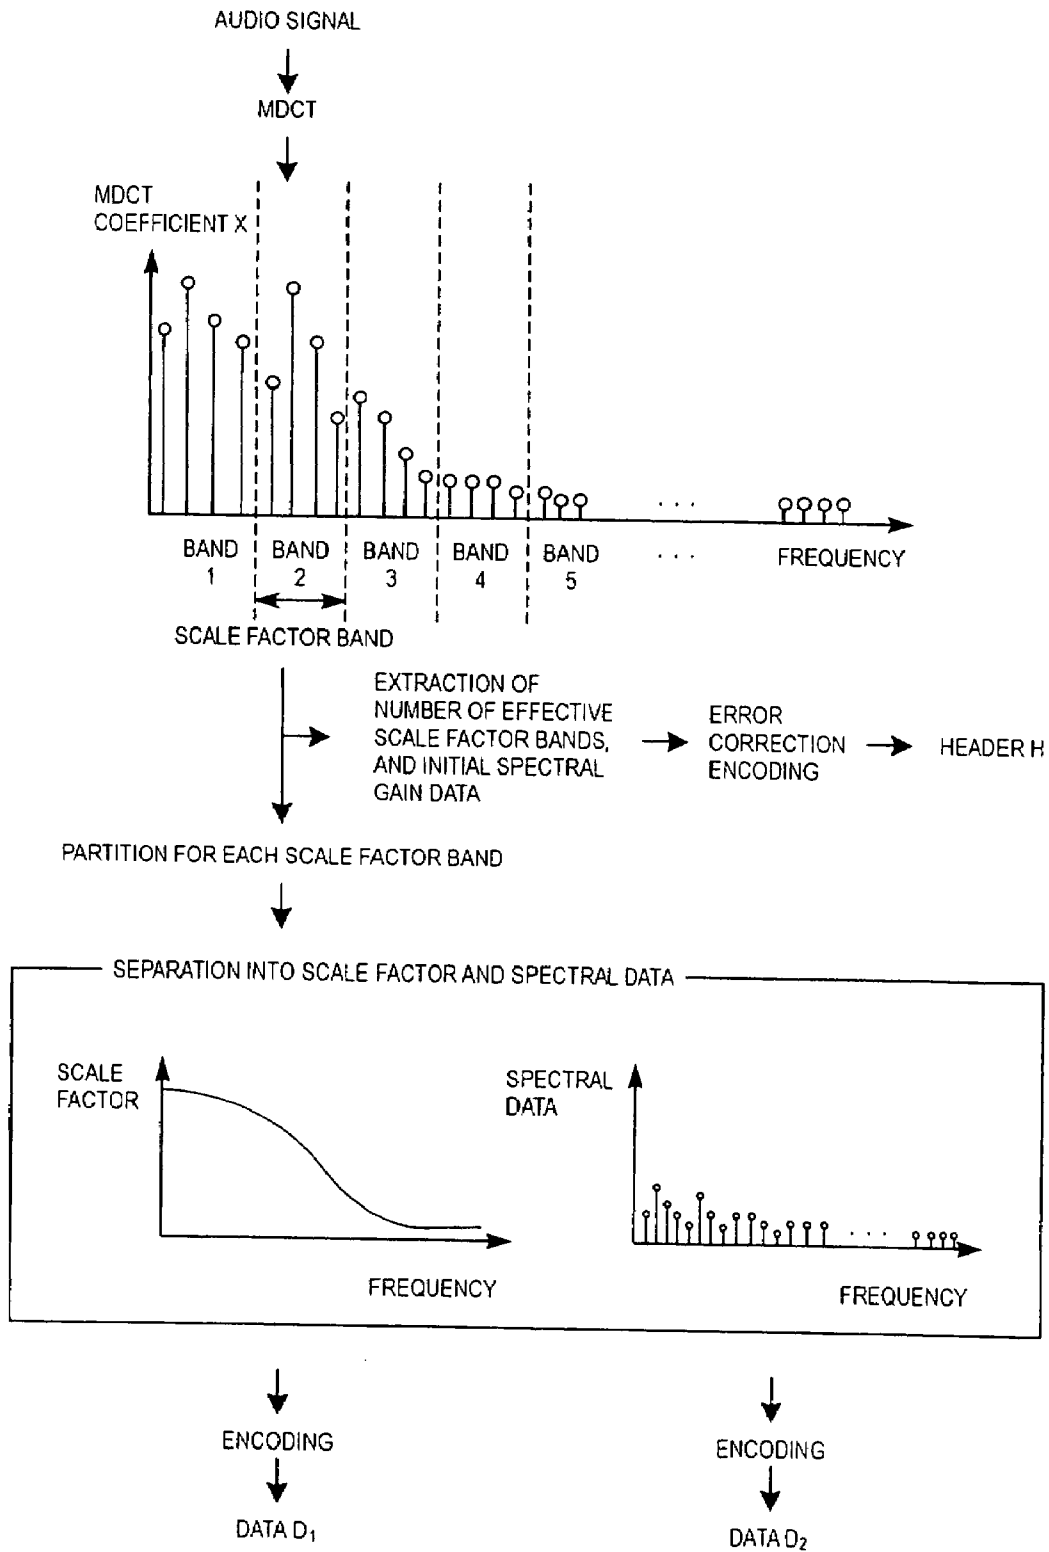 AUDIO SIGNAL
MDCT
MDCT
COEFFICIENT X
BAND
1
BAND
2
BAND
3
BAND
4
BAND
5
. . .
. . .
FREQUENCY
SCALE FACTOR BAND
EXTRACTION OF
NUMBER OF EFFECTIVE
SCALE FACTOR BANDS,
AND INITIAL SPECTRAL
GAIN DATA
ERROR
CORRECTION
ENCODING
HEADER H
PARTITION FOR EACH SCALE FACTOR BAND
SEPARATION INTO SCALE FACTOR AND SPECTRAL DATA
SCALE
FACTOR
FREQUENCY
SPECTRAL
DATA
. . .
FREQUENCY
ENCODING
DATA D1
ENCODING
DATA D2